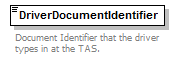 DriverDocumentIdentifier
Document Identifier that the driver
types in at the TAS.